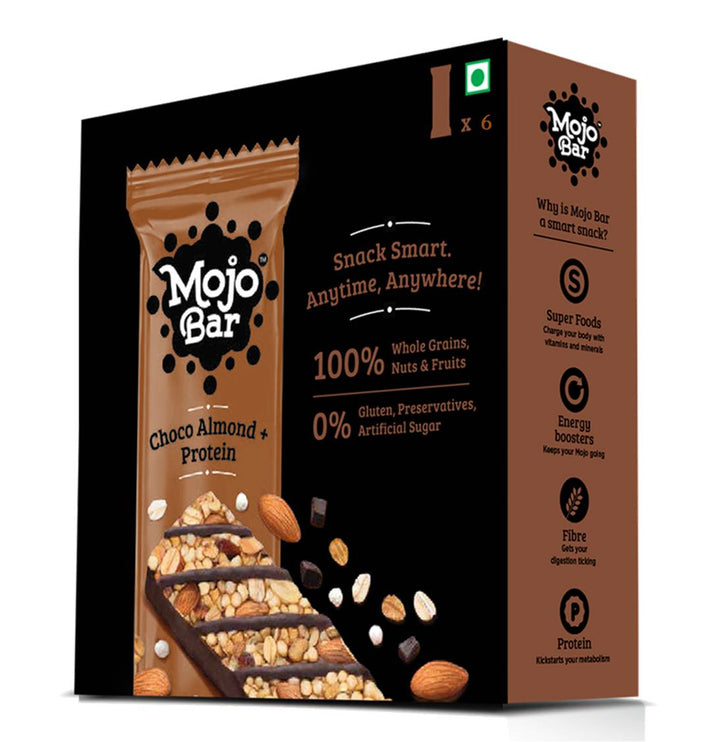 x 6
Mojo
Bar
TM
Choco Almond +
Protein
Snack Smart.
Anytime, Anywhere!
100% Whole Grains,
Nuts & Fruits
0% Gluten, Preservatives,
Artificial Sugar
Mojo
Bar
Why is Mojo Bar
a smart snack?
S
Super Foods
Charge your body with
vitamins and minerals
Energy
boosters
Keeps your Mojo going
Fibre
Gets your
digestion ticking
P
Protein
Kickstarts your metabolism